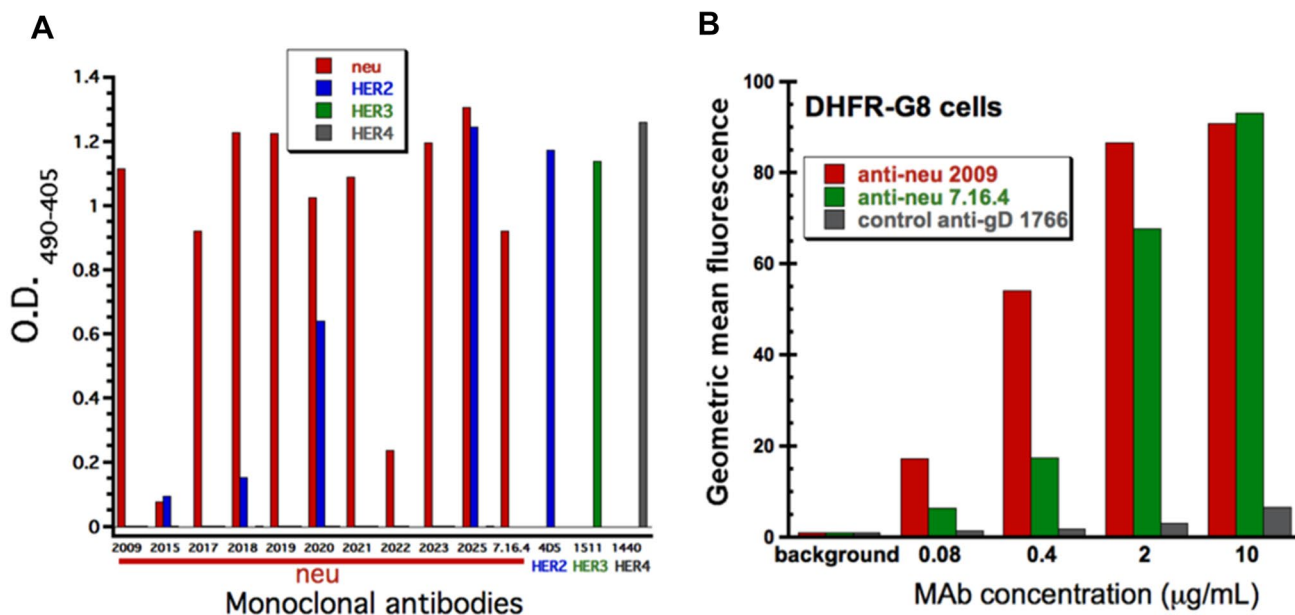 A
neu
HER2
HER3
HER4
1.4
1.2
1
0.8
0.6
0.4
0.2
0
O.D.490-405
2009 2015 2017 2018 2019 2020 2021 2022 2023 2025 7.16.4 4D5 1511 1440
neu HER2 HER3 HER4
Monoclonal antibodies
B
DHFR-G8 cells
anti-neu 2009
anti-neu 7.16.4
control anti-gD 1766
100
80
60
40
20
0
Geometric mean fluorescence
background 0.08 0.4 2 10
MAb concentration (μg/mL)